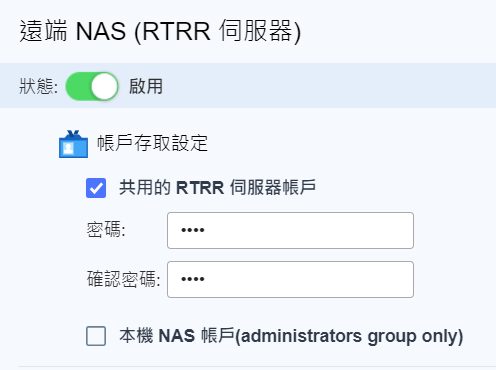 遠端 NAS (RTRR 伺服器)
狀態: 啟用
帳戶存取設定
共用的 RTRR 伺服器帳戶
密碼: ••••
確認密碼: ••••
本機 NAS 帳戶(administrators group only)